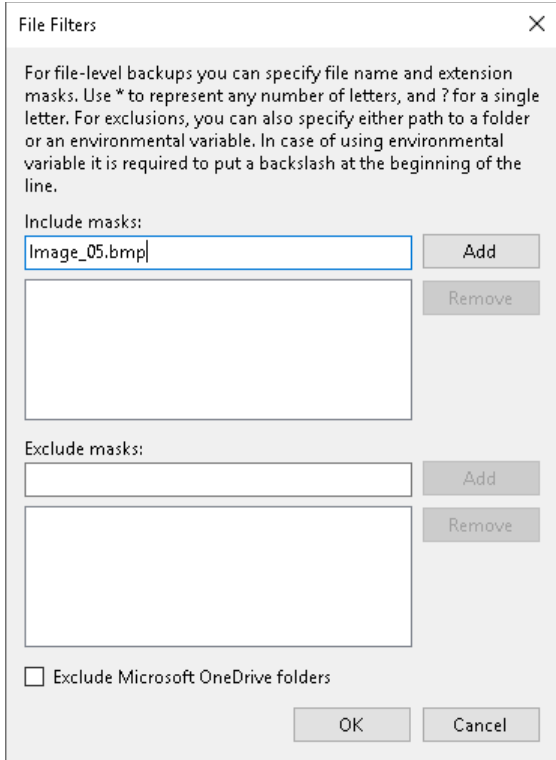 File Filters
For file-level backups you can specify file name and extension
masks. Use * to represent any number of letters, and ? for a single
letter. For exclusions, you can also specify either path to a folder
or an environmental variable. In case of using environmental
variable it is required to put a backslash at the beginning of the
line.
Include masks:
Image_05.bmp
Add
Remove
Exclude masks:
Add
Remove
Exclude Microsoft OneDrive folders
OK
Cancel